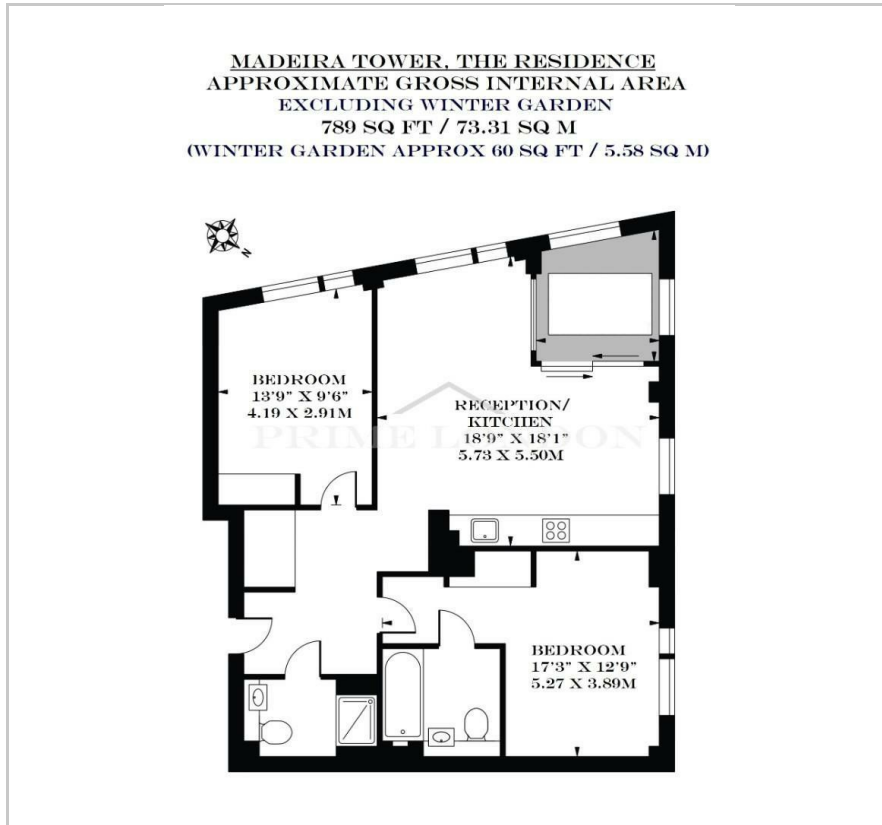 MADEIRA TOWER, THE RESIDENCE
APPROXIMATE GROSS INTERNAL AREA
EXCLUDING WINTER GARDEN
789 SQ FT / 73.31 SQ M
(WINTER GARDEN APPROX 60 SQ FT / 5.58 SQ M)
N
BEDROOM
13'9" X 9'6"
4.19 X 2.91M
RECEPTION/
KITCHEN
18'9" X 18'1"
5.73 X 5.50M
PRIME LONDON
BEDROOM
17'3" X 12'9"
5.27 X 3.89M